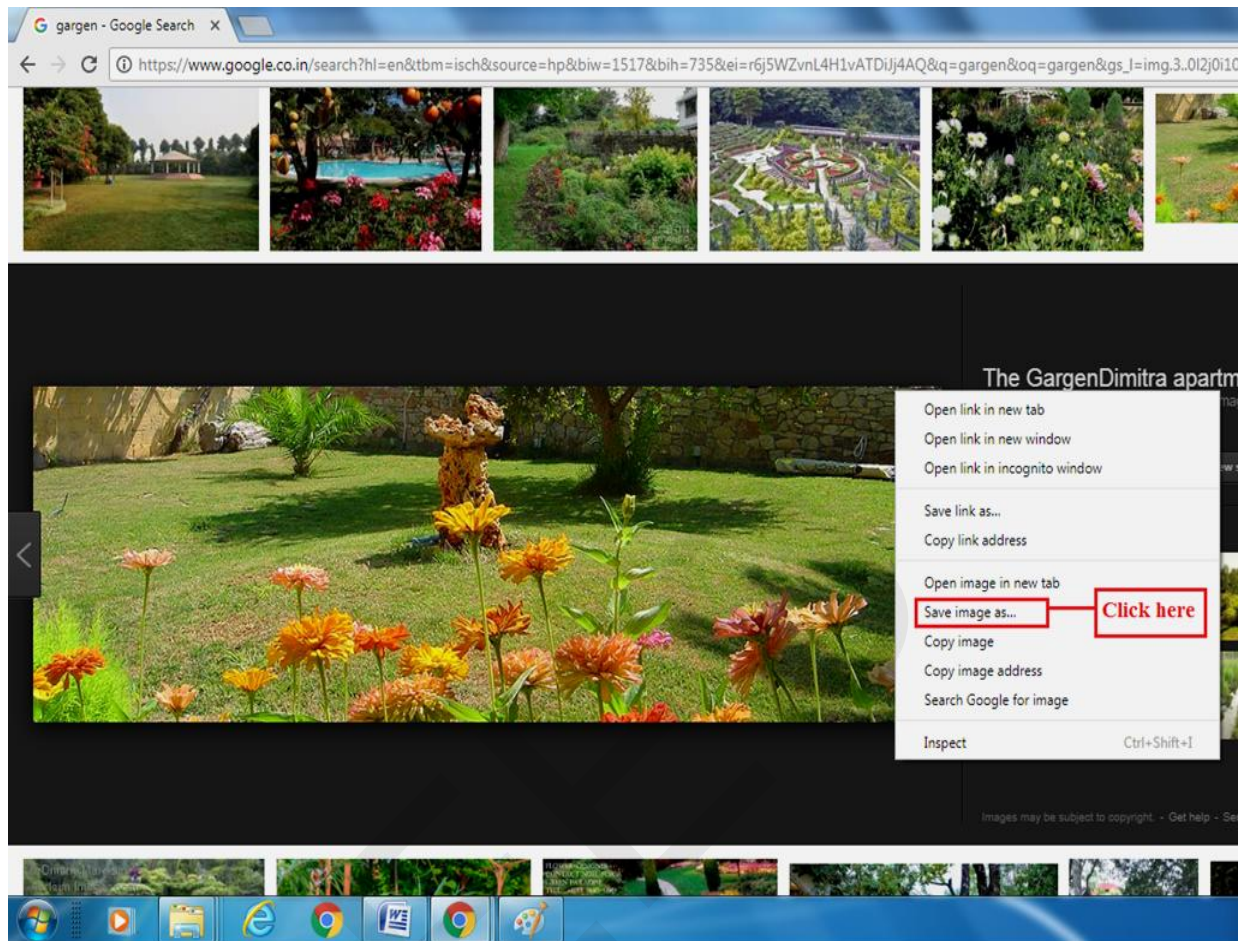 gargen - Google Search
https://www.google.co.in/search?hl=en&tbm=isch&source=hp&biw=1517&bih=735&ei=r6j5WZvnL4H1vATDiJj4AQ&q=gargen&oq=gargen&gs_l=img.3..0l2j0i10
The GargenDimitra apartm
Open link in new tab
Open link in new window
Open link in incognito window
Save link as...
Copy link address
Open image in new tab
Save image as...
Click here
Copy image
Copy image address
Search Google for image
Inspect
Ctrl+Shift+I
Images may be subject to copyright. - Get help - Se